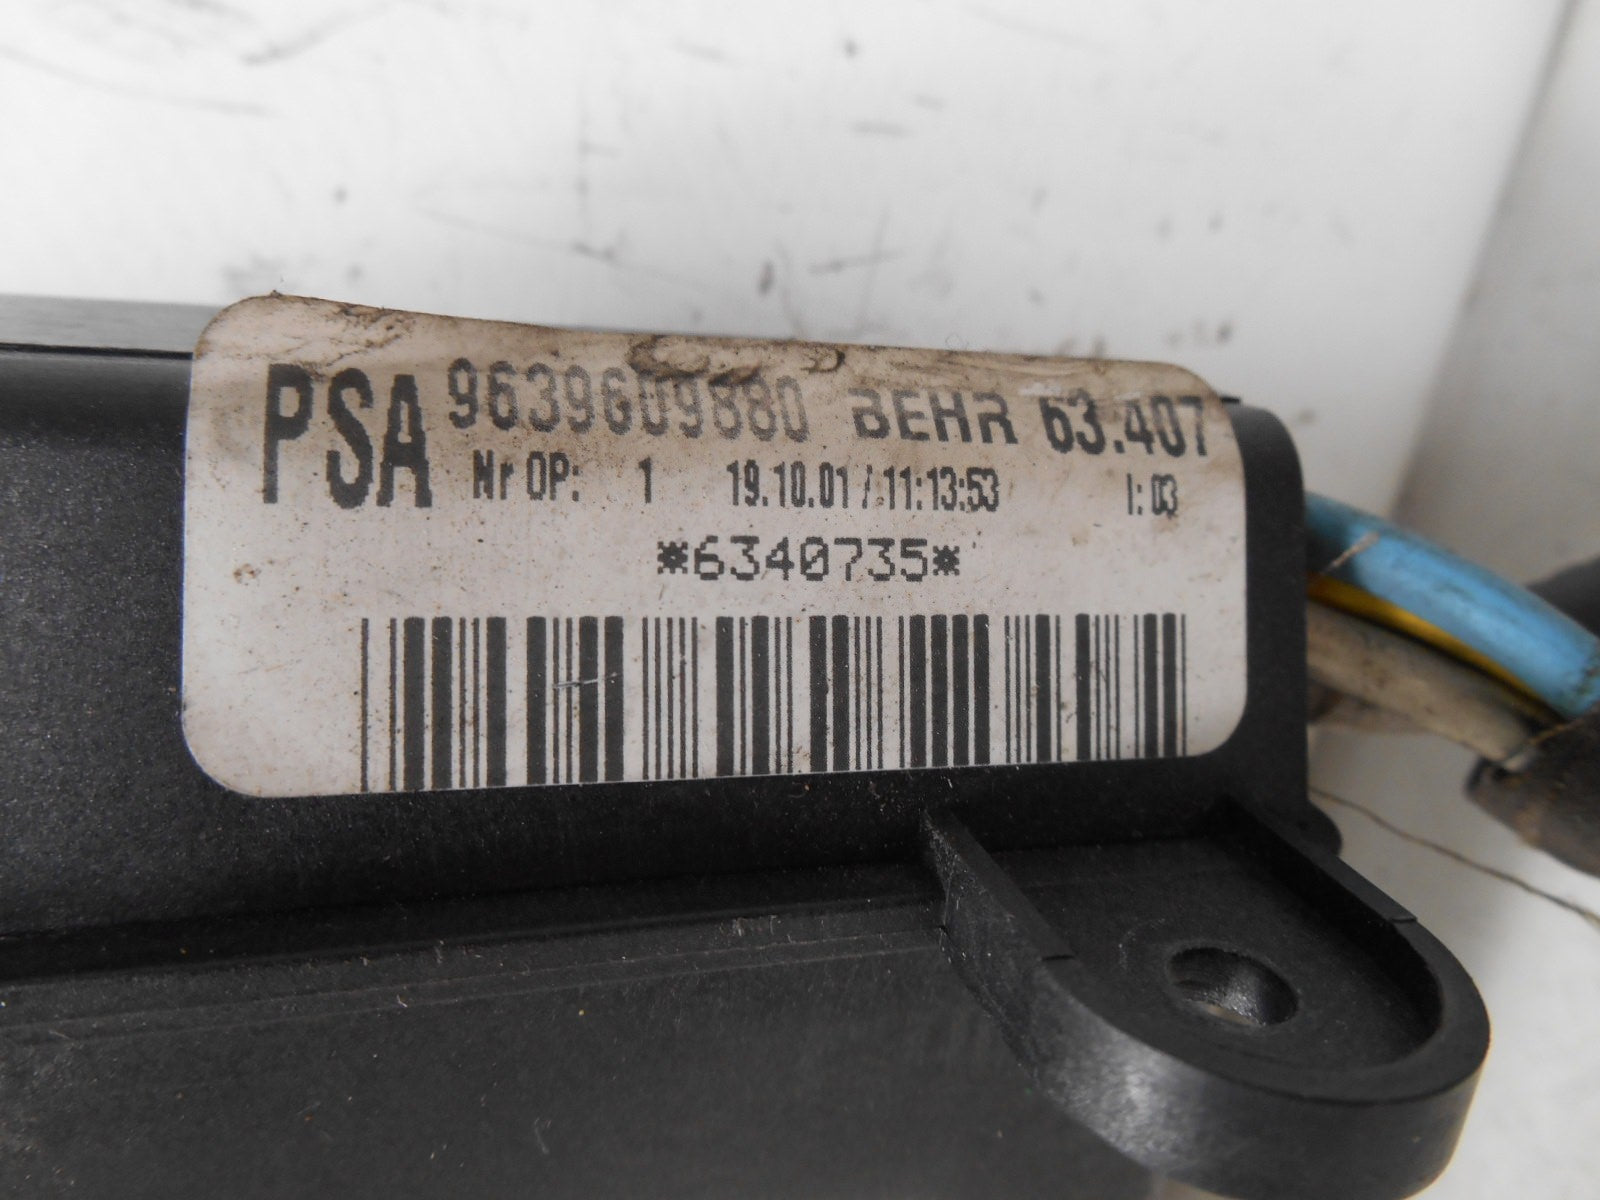 PSA 9639609880 BEHR 63.407
Nr OP: 1 19.10.01 / 11:13:53 I: 03
*6340735*